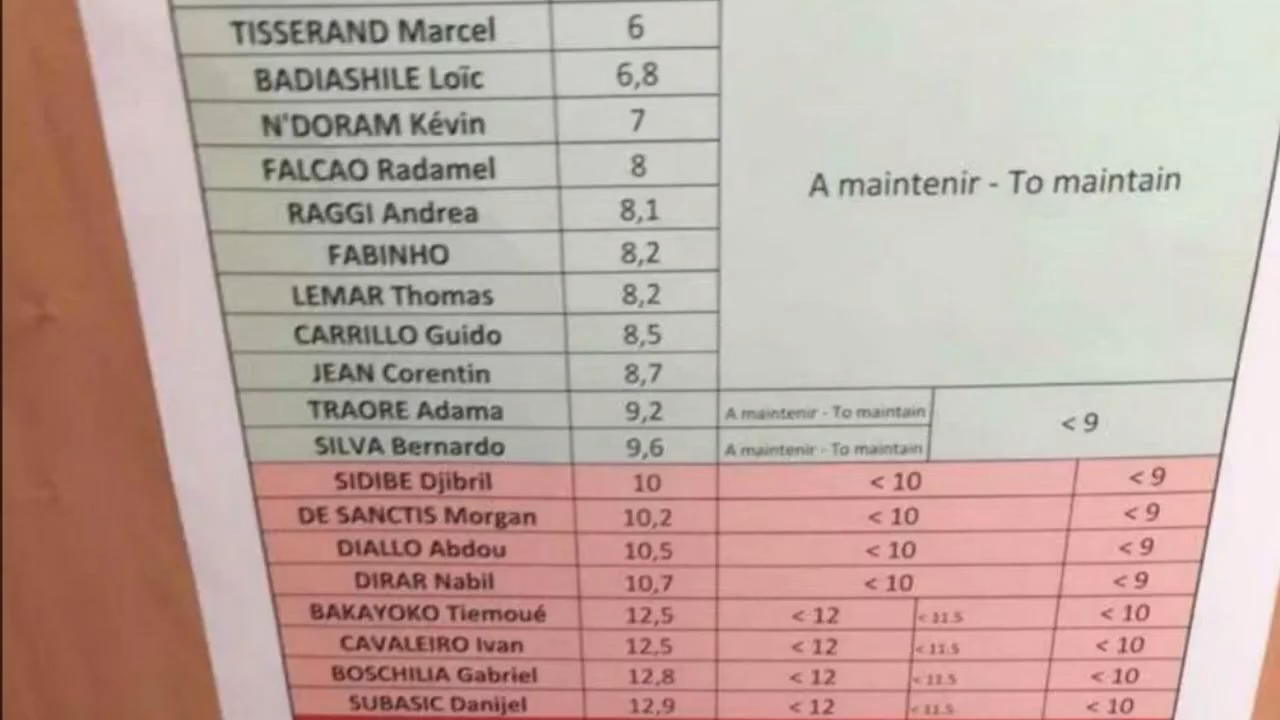 TISSERAND Marcel 6
BADIASHILE Loïc 6,8
N'DORAM Kévin 7
FALCAO Radamel 8 A maintenir - To maintain
RAGGI Andrea 8,1
FABINHO 8,2
LEMAR Thomas 8,2
CARRILLO Guido 8,5
JEAN Corentin 8,7
TRAORE Adama 9,2 A maintenir - To maintain < 9
SILVA Bernardo 9,6 A maintenir - To maintain
SIDIBE Djibril 10 < 10 < 9
DE SANCTIS Morgan 10,2 < 10 < 9
DIALLO Abdou 10,5 < 10 < 9
DIRAR Nabil 10,7 < 10 < 9
BAKAYOKO Tiemoué 12,5 < 12 < 11.5 < 10
CAVALEIRO Ivan 12,5 < 12 < 11.5 < 10
BOSCHILIA Gabriel 12,8 < 12 < 11.5 < 10
SUBASIC Danijel 12,9 < 12 < 11.5 < 10